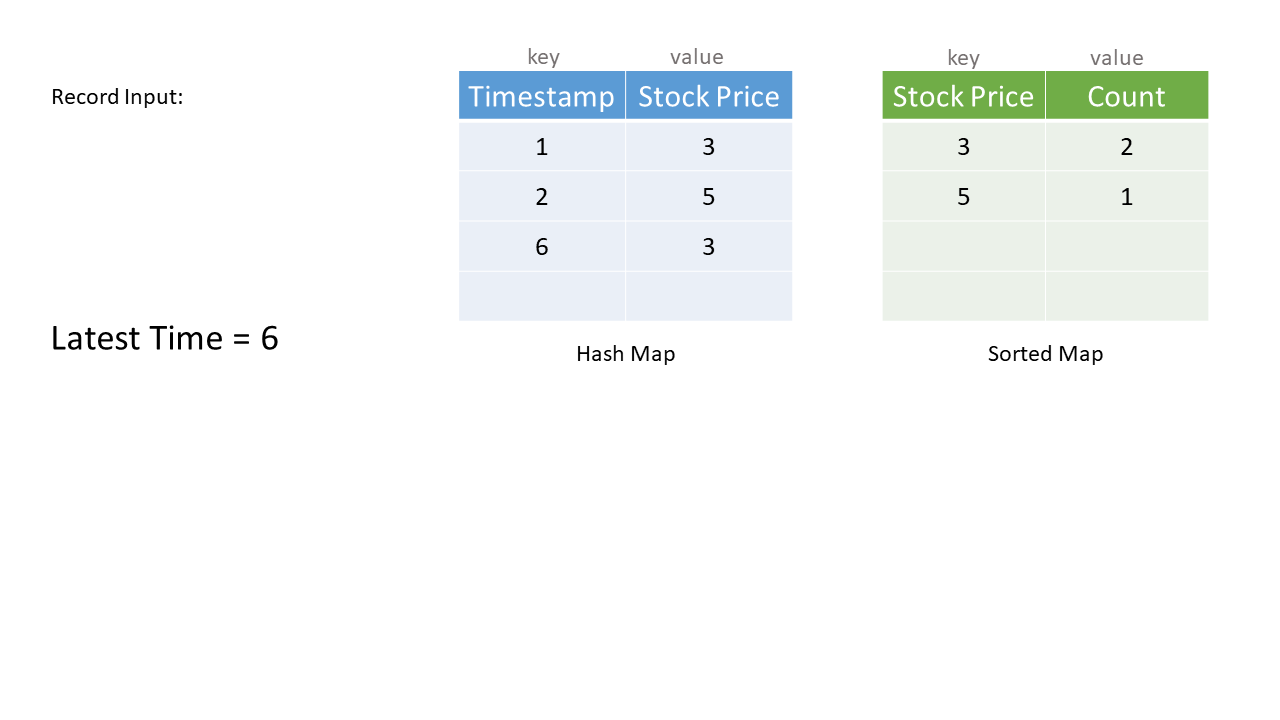 key value key value
Record Input: Timestamp Stock Price Stock Price Count
1 3 3 2
2 5 5 1
6 3
Latest Time = 6
Hash Map Sorted Map